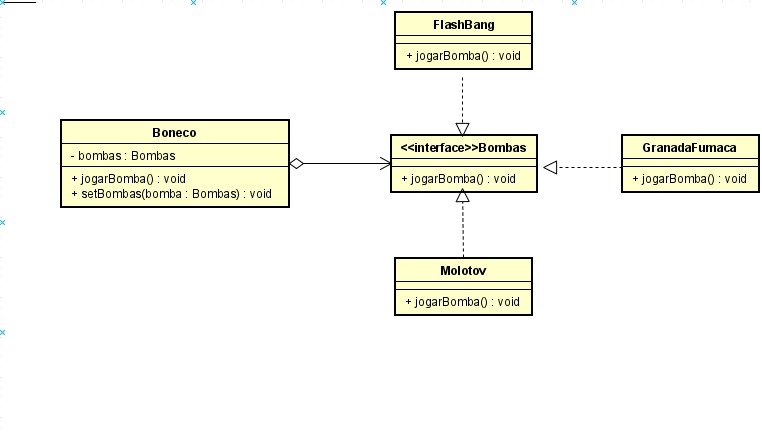 FlashBang
+ jogarBomba() : void
Boneco
- bombas : Bombas
+ jogarBomba() : void
+ setBombas(bomba : Bombas) : void
<<interface>>Bombas
+ jogarBomba() : void
GranadaFumaca
+ jogarBomba() : void
Molotov
+ jogarBomba() : void